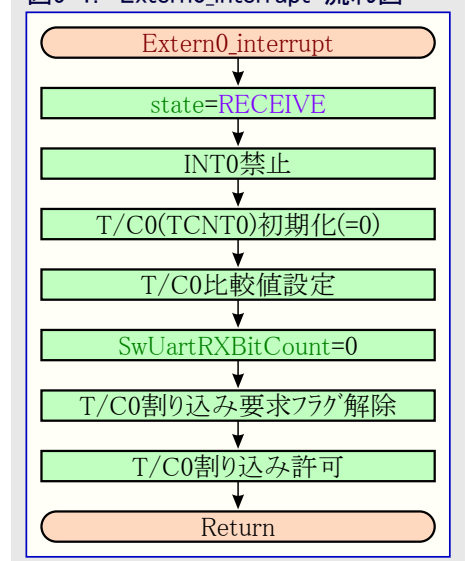 Extern0_interrupt
state=RECEIVE
INT0禁止
T/C0(TCNT0)初期化(=0)
T/C0比較値設定
SwUartRXBitCount=0
T/C0割り込み要求フラグ解除
T/C0割り込み許可
Return